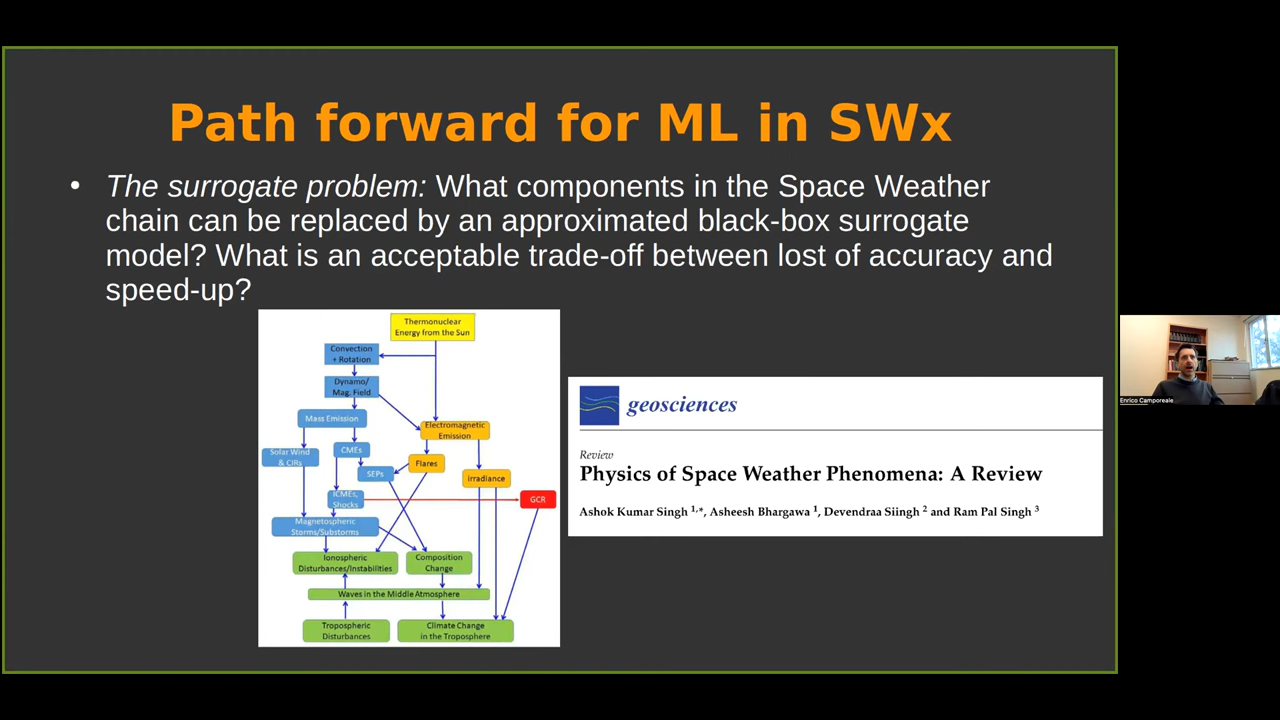 Path forward for ML in SWx
• The surrogate problem: What components in the Space Weather
chain can be replaced by an approximated black-box surrogate
model? What is an acceptable trade-off between lost of accuracy and
speed-up?
Thermonuclear
Energy from the Sun
Convection
+ Rotation
Dynamo/
Mag. Field
Mass Emission
Electromagnetic
Emission
Solar Wind
& CIRs
CMEs
Flares
SEPs
irradiance
ICMEs,
Shocks
GCR
Magnetospheric
Storms/Substorms
Ionospheric
Disturbances/Instabilities
Composition
Change
Waves in the Middle Atmosphere
Tropospheric
Disturbances
Climate Change
in the Troposphere
geosciences
Review
Physics of Space Weather Phenomena: A Review
Ashok Kumar Singh 1,*, Asheesh Bhargawa 1, Devendraa Siingh 2 and Ram Pal Singh 3
Enrico Camporeale